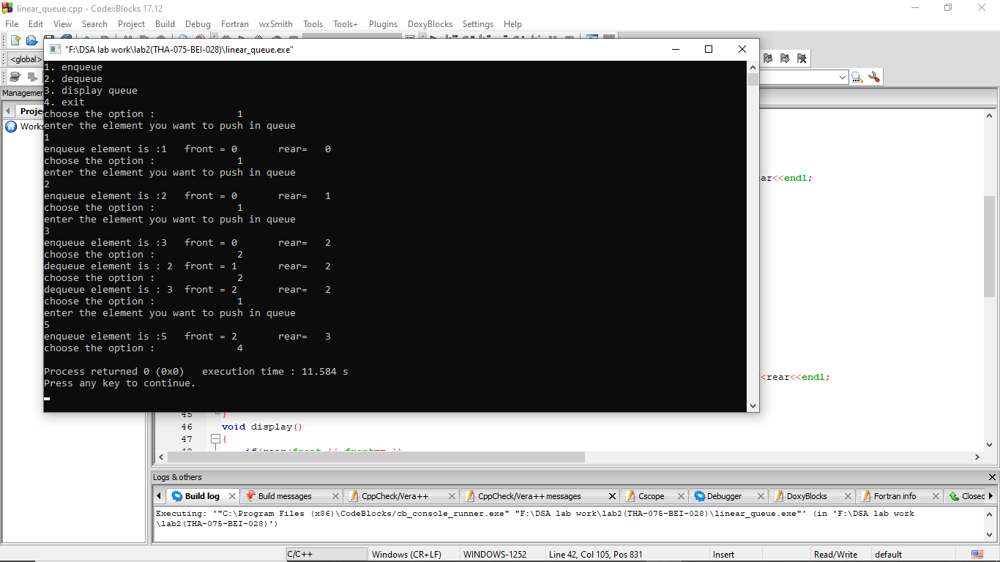 linear_queue.cpp - Code::Blocks 17.12
File Edit View Search Project Build Debug Fortran wxSmith Tools Tools+ Plugins DoxyBlocks Settings Help
"F:\DSA lab work\lab2(THA-075-BEI-028)\linear_queue.exe"
<global>
Managemen
Proje
Works
1. enqueue
2. dequeue
3. display queue
4. exit
choose the option : 1
enter the element you want to push in queue
1
enqueue element is :1 front = 0 rear= 0
choose the option : 1
enter the element you want to push in queue
2
enqueue element is :2 front = 0 rear= 1
choose the option : 1
enter the element you want to push in queue
3
enqueue element is :3 front = 0 rear= 2
choose the option : 2
dequeue element is : 2 front = 1 rear= 2
choose the option : 2
dequeue element is : 3 front = 2 rear= 2
choose the option : 1
enter the element you want to push in queue
5
enqueue element is :5 front = 2 rear= 3
choose the option : 4
Process returned 0 (0x0) execution time : 11.584 s
Press any key to continue.
ar<<endl;
<rear<<endl;
45 }
46 void display()
47 {
Logs & others
Build log Build messages CppCheck/Vera++ CppCheck/Vera++ messages Cscope Debugger DoxyBlocks Fortran info Closed
Executing: '"C:\Program Files (x86)\CodeBlocks/cb_console_runner.exe" "F:\DSA lab work\lab2(THA-075-BEI-028)\linear_queue.exe"' (in 'F:\DSA lab work
\lab2(THA-075-BEI-028)')
C/C++ Windows (CR+LF) WINDOWS-1252 Line 42, Col 105, Pos 831 Insert Read/Write default